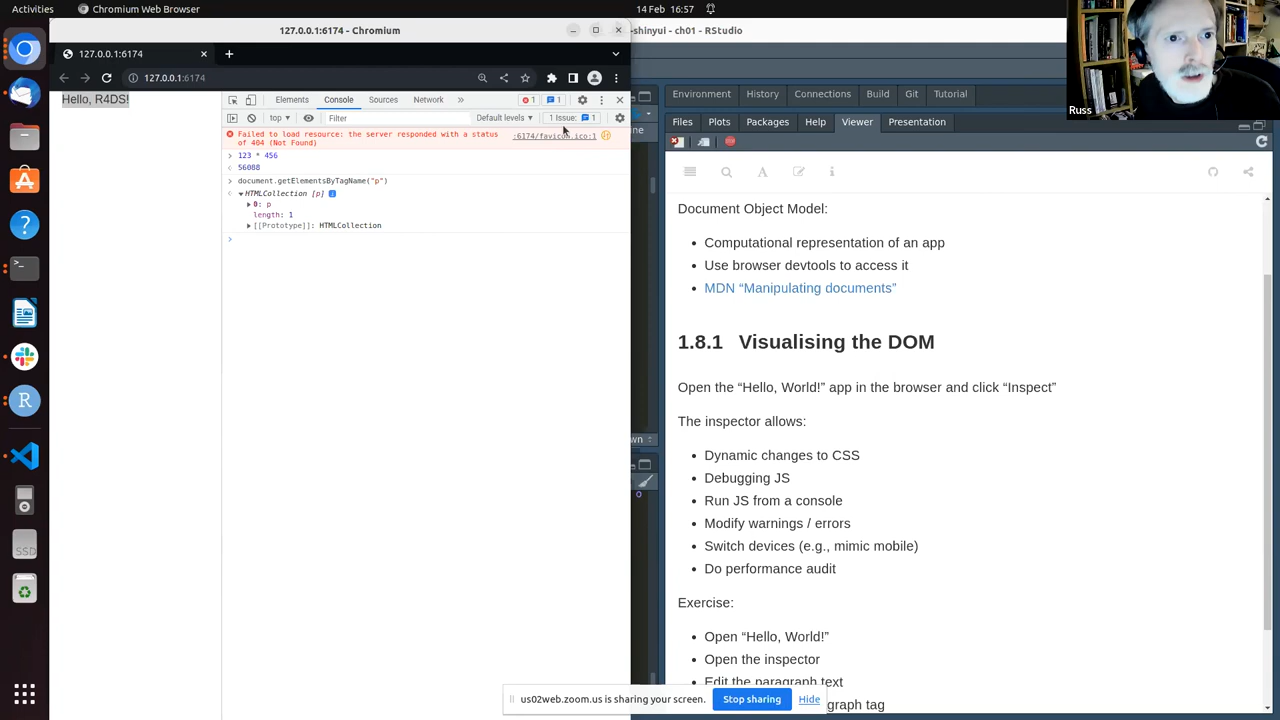 Activities
Chromium Web Browser
14 Feb 16:57
127.0.0.1:6174 - Chromium
-shinyui - ch01 - RStudio
127.0.0.1:6174
127.0.0.1:6174
Hello, R4DS!
Elements
Console
Sources
Network
»
1
1
top
Filter
Default levels
1 Issue:
1
Failed to load resource: the server responded with a status
of 404 (Not Found)
:6174/favicon.ico:1
123 * 456
56088
document.getElementsByTagName("p")
HTMLCollection [p]
0: p
length: 1
[[Prototype]]: HTMLCollection
Russ
Environment
History
Connections
Build
Git
Tutorial
Files
Plots
Packages
Help
Viewer
Presentation
Document Object Model:
• Computational representation of an app
• Use browser devtools to access it
• MDN “Manipulating documents”
1.8.1 Visualising the DOM
Open the “Hello, World!” app in the browser and click “Inspect”
The inspector allows:
• Dynamic changes to CSS
• Debugging JS
• Run JS from a console
• Modify warnings / errors
• Switch devices (e.g., mimic mobile)
• Do performance audit
Exercise:
• Open “Hello, World!”
• Open the inspector
• Edit the paragraph text
graph tag
us02web.zoom.us is sharing your screen.
Stop sharing
Hide
SSD